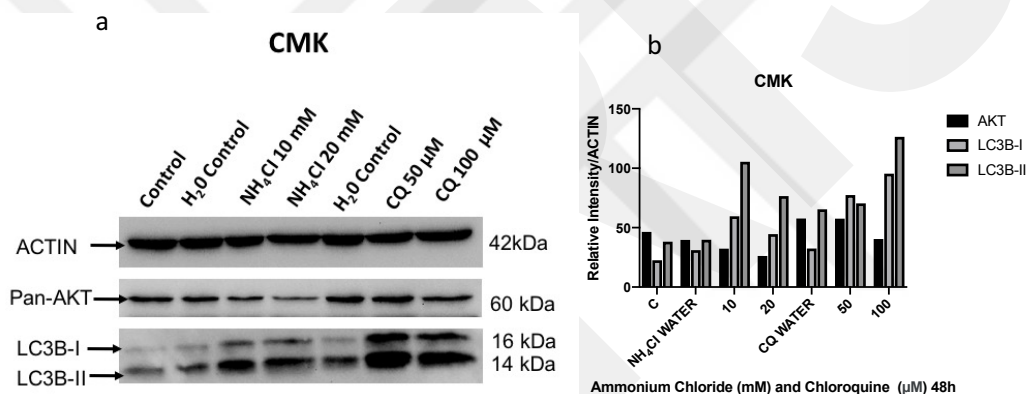 a
CMK
Control
H₂0 Control
NH₄Cl 10 mM
NH₄Cl 20 mM
H₂0 Control
CQ 50 µM
CQ 100 µM
ACTIN
42kDa
Pan-AKT
60 kDa
LC3B-I
16 kDa
LC3B-II
14 kDa
b
CMK
Relative Intensity/ACTIN
150
100
50
0
C
NH₄Cl WATER
10
20
CQ WATER
50
100
AKT
LC3B-I
LC3B-II
Ammonium Chloride (mM) and Chloroquine (µM) 48h